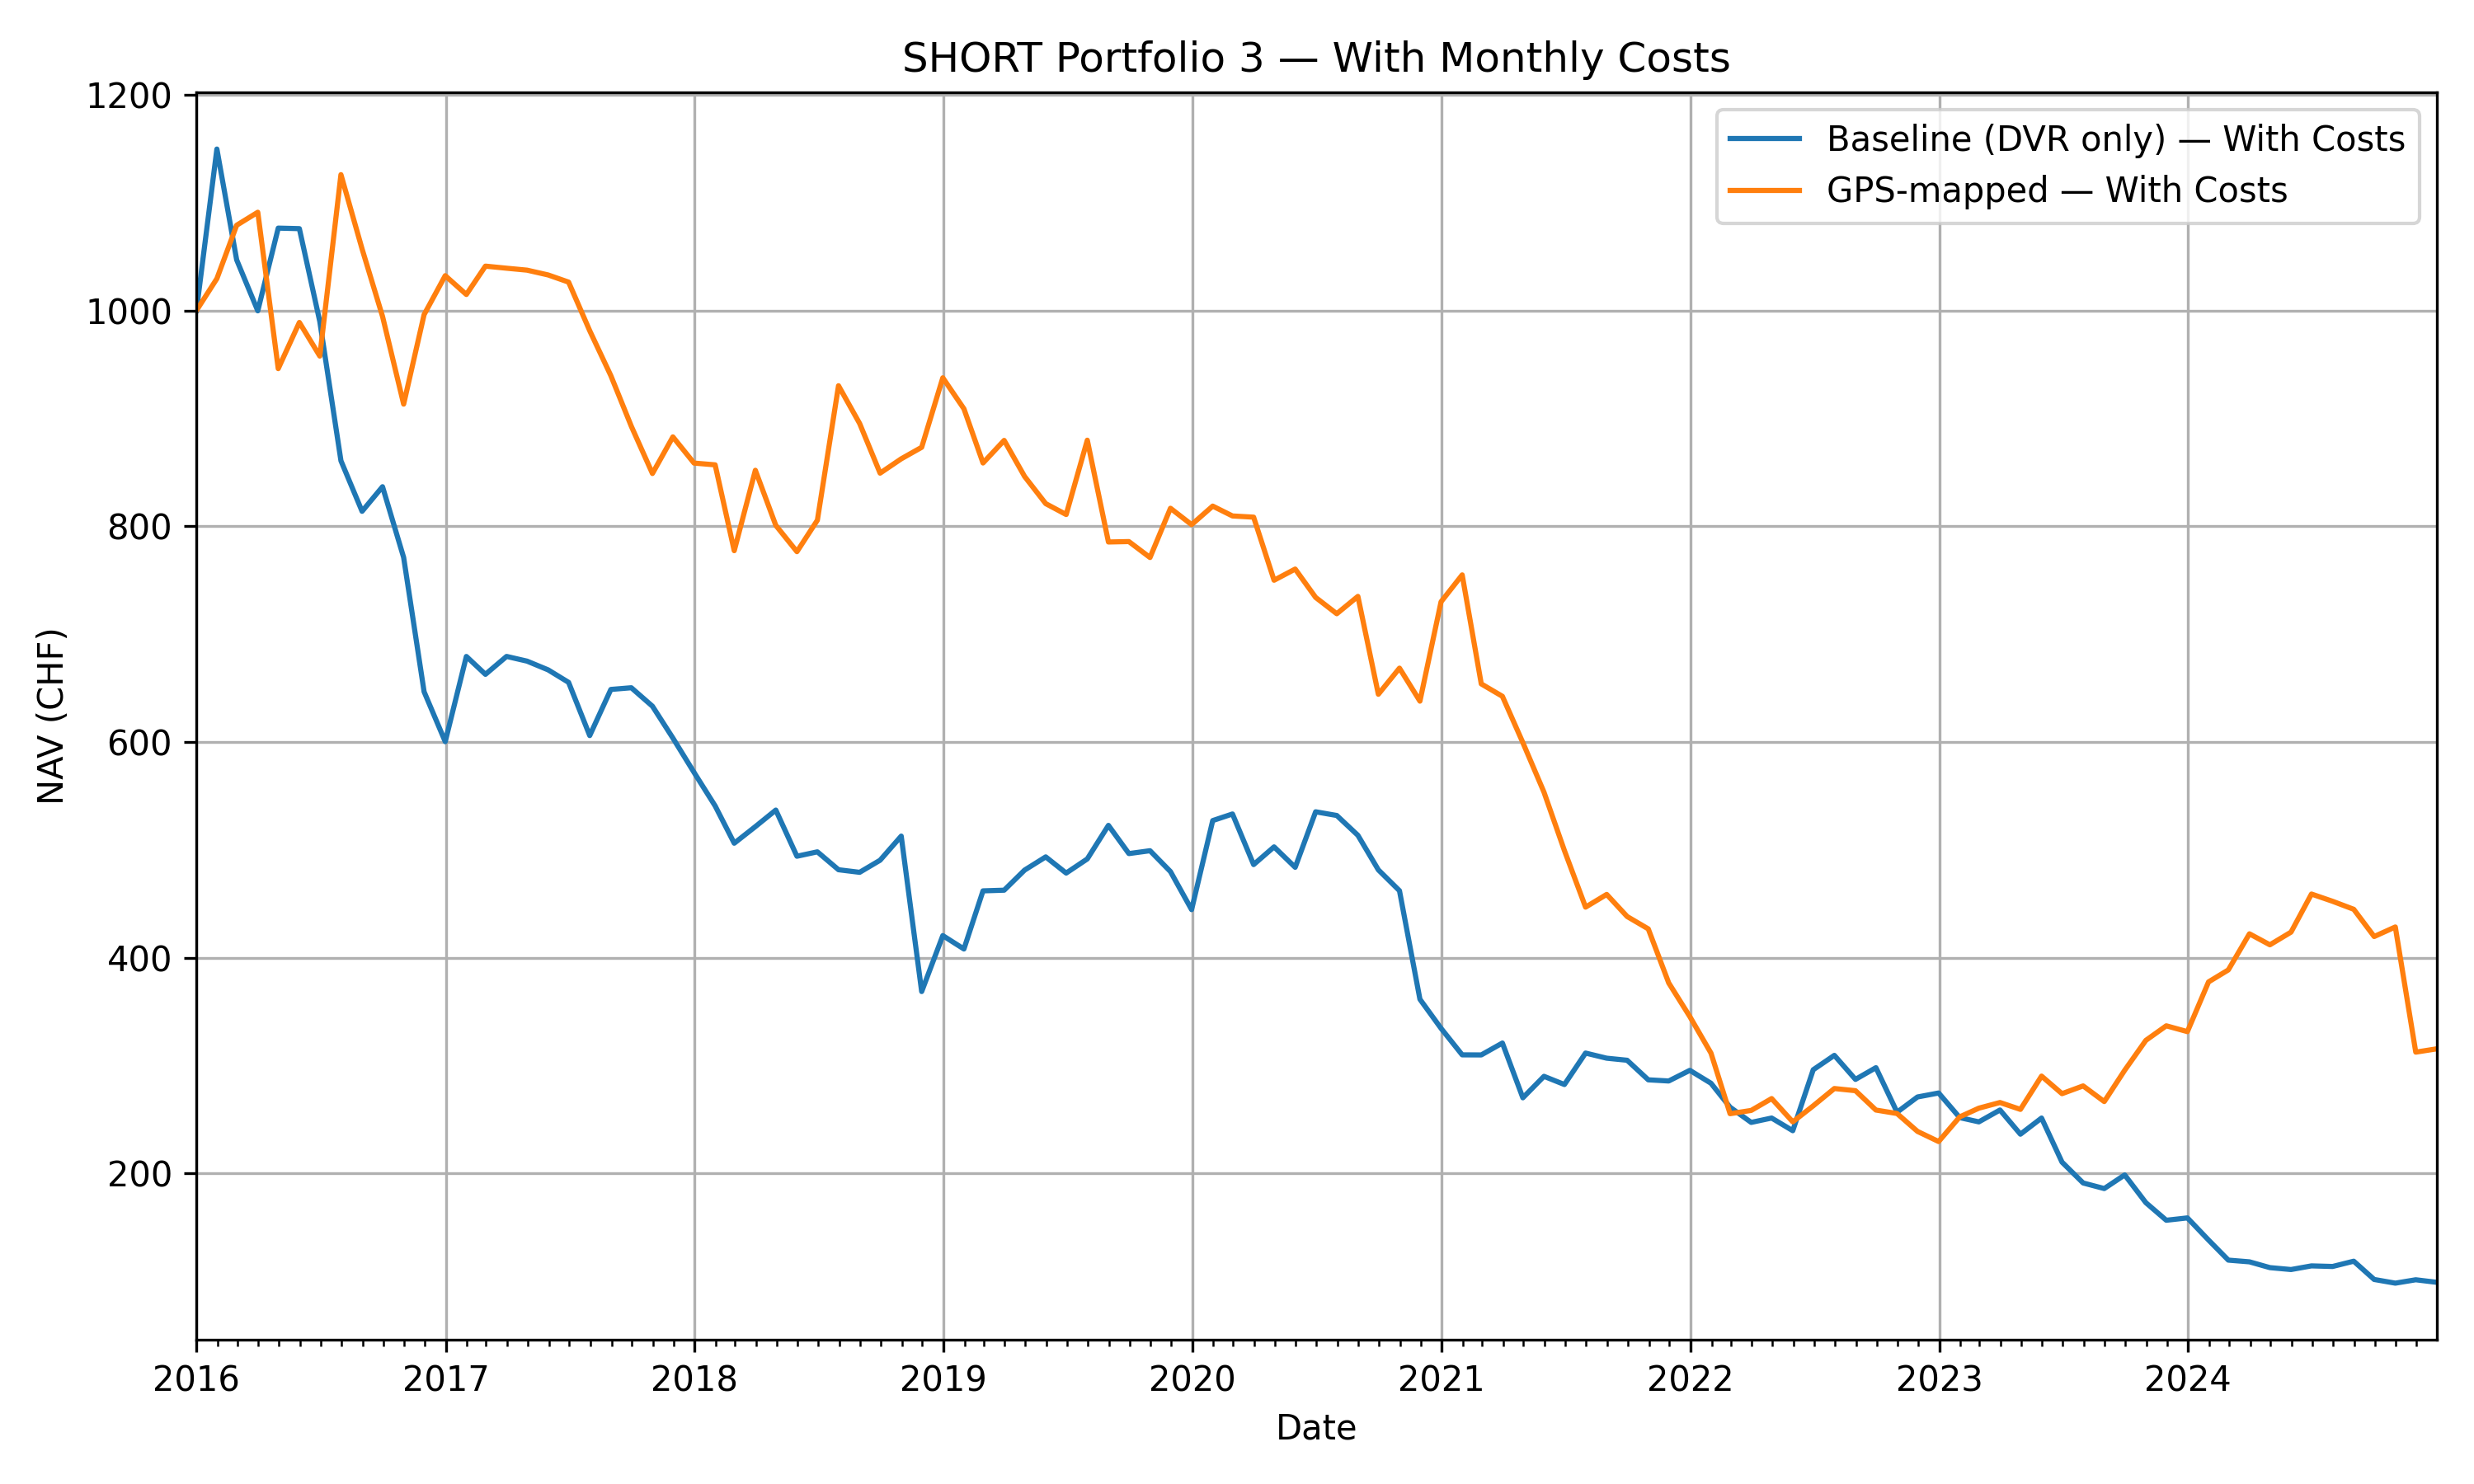 SHORT Portfolio 3 — With Monthly Costs
Baseline (DVR only) — With Costs
GPS-mapped — With Costs
NAV (CHF)
1200
1000
800
600
400
200
2016 2017 2018 2019 2020 2021 2022 2023 2024
Date